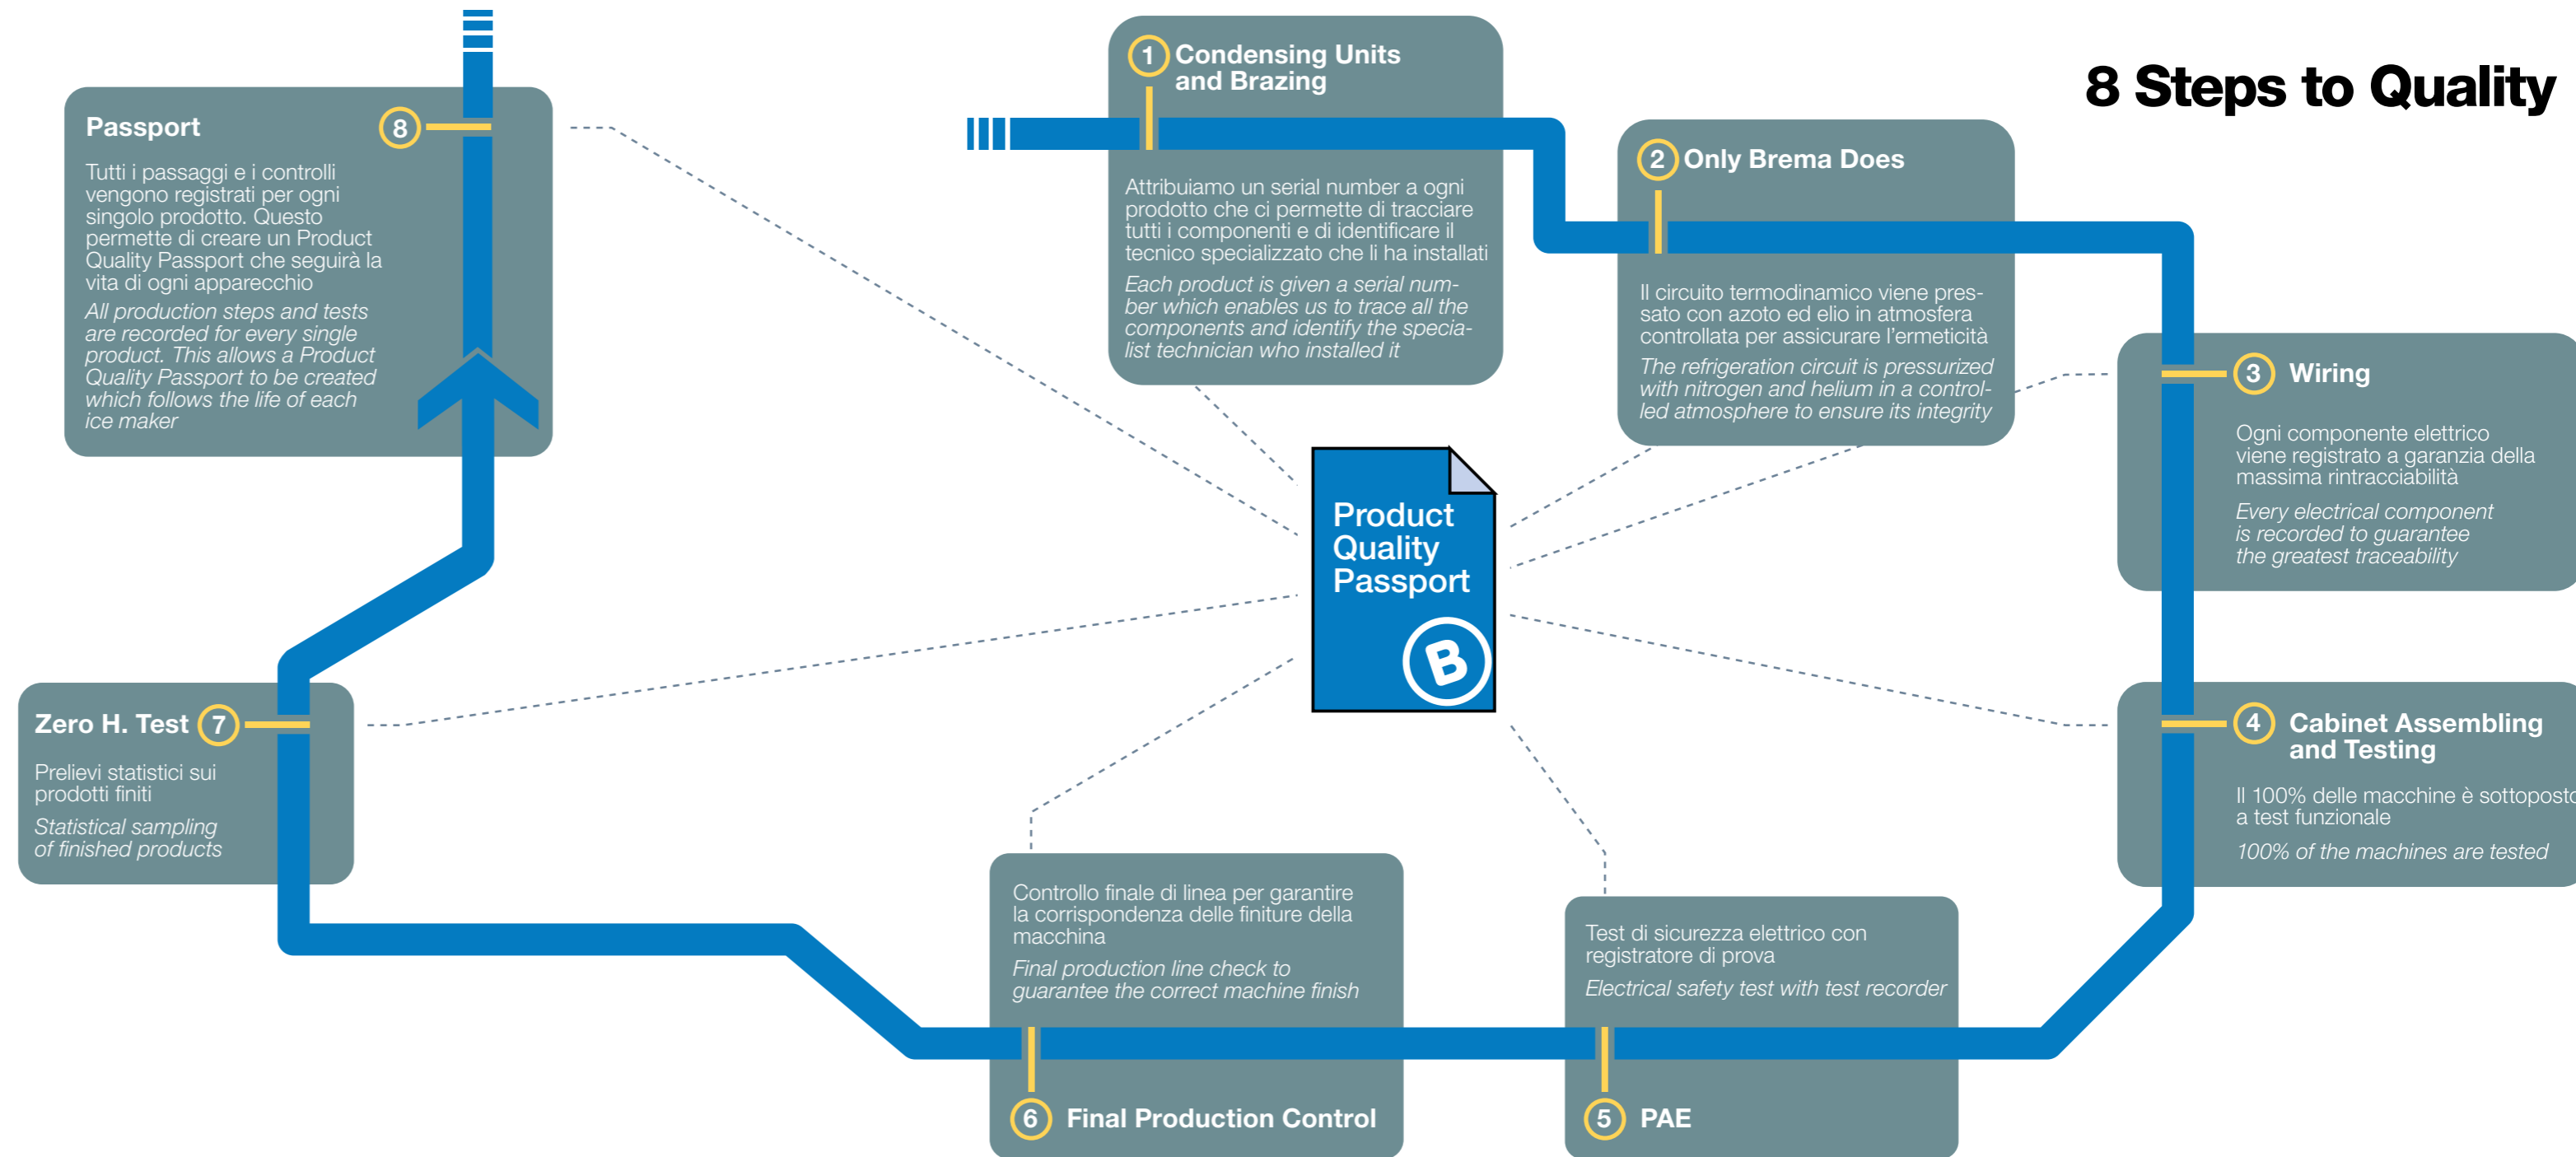 8 Steps to Quality
1
Condensing Units
and Brazing
Attribuiamo un serial number a ogni
prodotto che ci permette di tracciare
tutti i componenti e di identificare il
tecnico specializzato che li ha installati
Each product is given a serial num-
ber which enables us to trace all the
components and identify the specia-
list technician who installed it
2
Only Brema Does
Il circuito termodinamico viene pres-
sato con azoto ed elio in atmosfera
controllata per assicurare l'ermeticità
The refrigeration circuit is pressurized
with nitrogen and helium in a control-
led atmosphere to ensure its integrity
3
Wiring
Ogni componente elettrico
viene registrato a garanzia della
massima rintracciabilità
Every electrical component
is recorded to guarantee
the greatest traceability
4
Cabinet Assembling
and Testing
Il 100% delle macchine è sottoposto
a test funzionale
100% of the machines are tested
Test di sicurezza elettrico con
registratore di prova
Electrical safety test with test recorder
5
PAE
Controllo finale di linea per garantire
la corrispondenza delle finiture della
macchina
Final production line check to
guarantee the correct machine finish
6
Final Production Control
Zero H. Test
7
Prelievi statistici sui
prodotti finiti
Statistical sampling
of finished products
Passport
8
Tutti i passaggi e i controlli
vengono registrati per ogni
singolo prodotto. Questo
permette di creare un Product
Quality Passport che seguirà la
vita di ogni apparecchio
All production steps and tests
are recorded for every single
product. This allows a Product
Quality Passport to be created
which follows the life of each
ice maker
Product
Quality
Passport
B